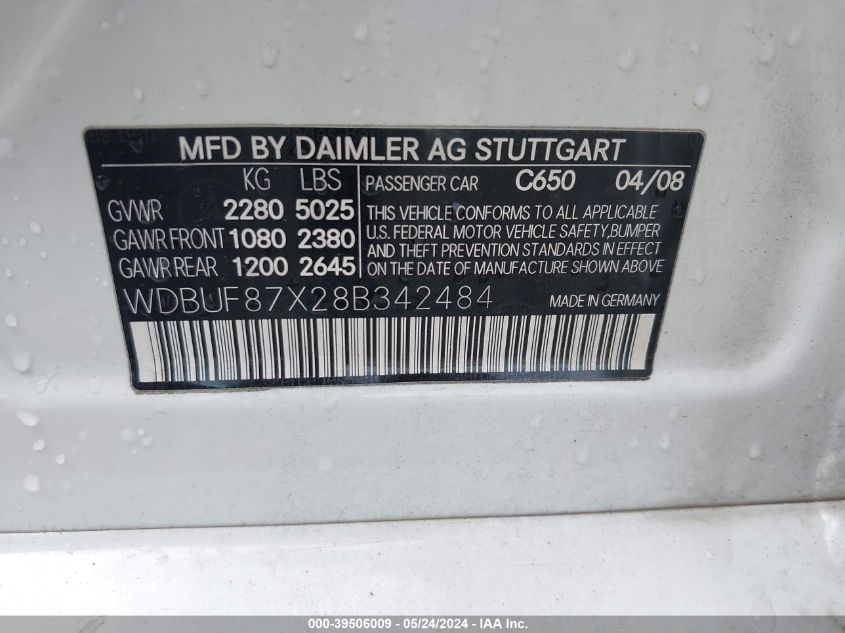 MFD BY DAIMLER AG STUTTGART
KG LBS
GVWR 2280 5025
GAWR FRONT 1080 2380
GAWR REAR 1200 2645
PASSENGER CAR C650 04/08
THIS VEHICLE CONFORMS TO ALL APPLICABLE
U.S. FEDERAL MOTOR VEHICLE SAFETY,BUMPER
AND THEFT PREVENTION STANDARDS IN EFFECT
ON THE DATE OF MANUFACTURE SHOWN ABOVE
WDBUF87X28B342484 MADE IN GERMANY
000-39506009 - 05/24/2024 - IAA Inc.